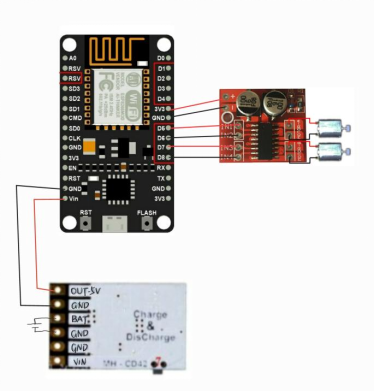 A0
RSV
RSV
SD3
SD2
SD1
CMD
SD0
CLK
GND
3V3
EN
RST
GND
Vin
D0
D1
D2
D3
D4
3V3
GND
D5
D6
D7
D8
RX
TX
GND
3V3
WiFi
RST
FLASH
OUT-5V
GND
BAT
GND
GND
VIN
Charge
&
DisCharge
MH-CD42